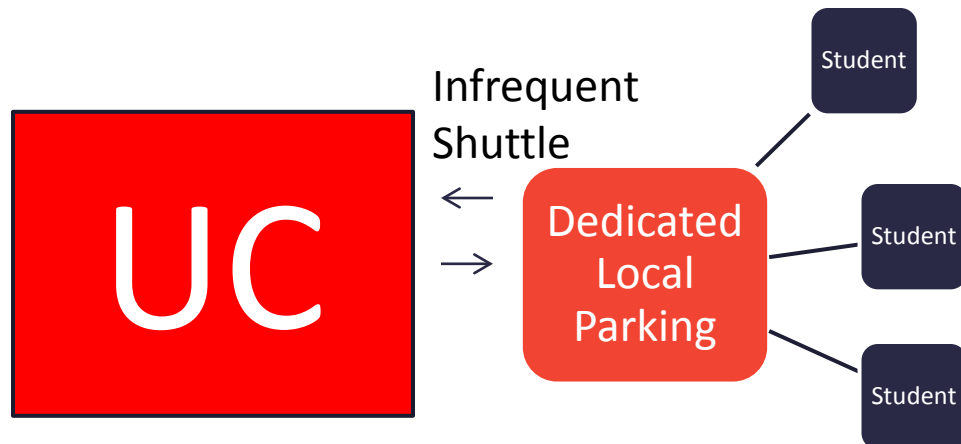 Infrequent
Shuttle
UC
Dedicated
Local
Parking
Student
Student
Student